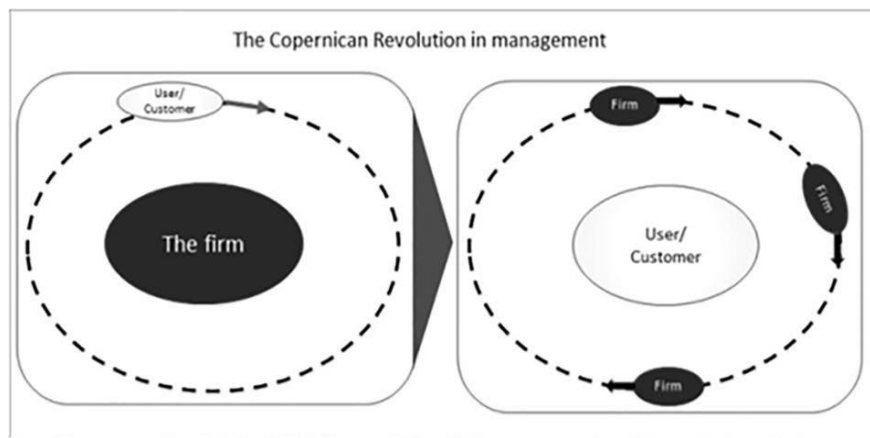 The Copernican Revolution in management
User/
Customer
The firm
Firm
Firm
User/
Customer
Firm